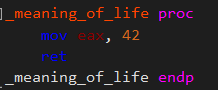 _meaning_of_life proc
mov eax, 42
ret
_meaning_of_life endp